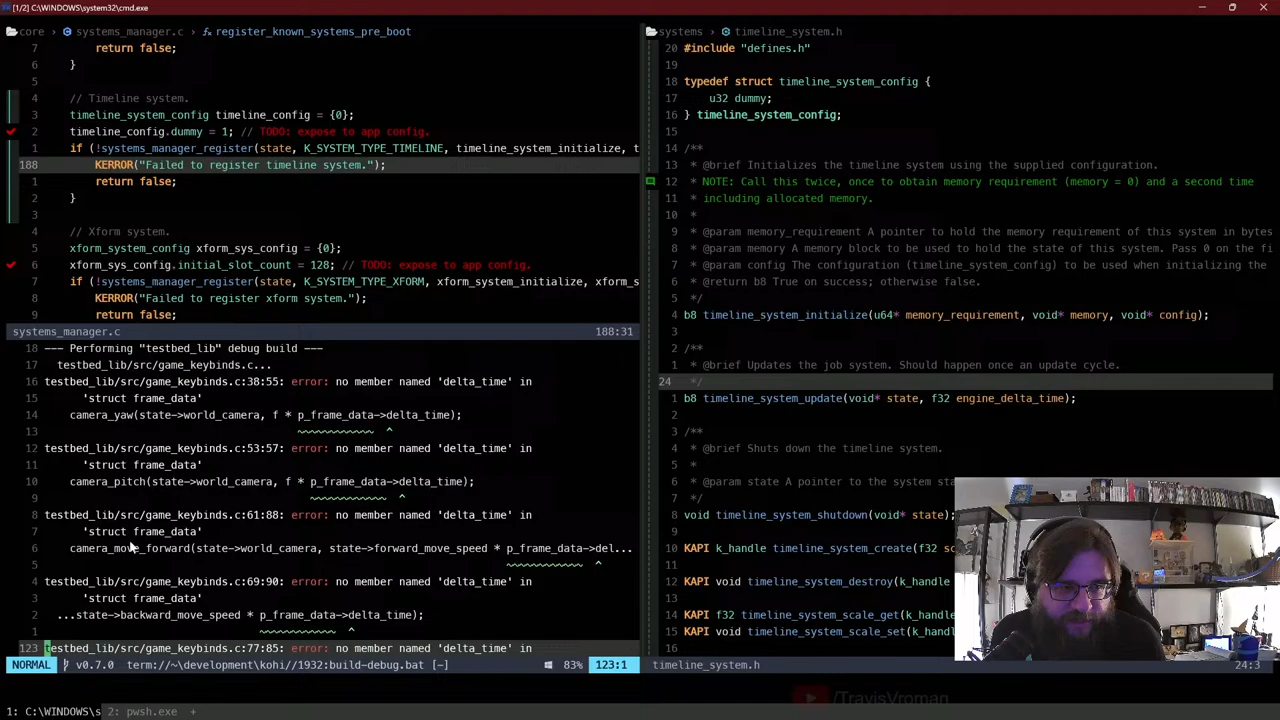 [1/2] C:\WINDOWS\system32\cmd.exe
core > systems_manager.c > register_known_systems_pre_boot
7 return false;
6 }
5
4 // Timeline system.
3 timeline_system_config timeline_config = {0};
2 timeline_config.dummy = 1; // TODO: expose to app config.
1 if (!systems_manager_register(state, K_SYSTEM_TYPE_TIMELINE, timeline_system_initialize, t
188 KERROR("Failed to register timeline system.");
1 return false;
2 }
3
4 // Xform system.
5 xform_system_config xform_sys_config = {0};
6 xform_sys_config.initial_slot_count = 128; // TODO: expose to app config.
7 if (!systems_manager_register(state, K_SYSTEM_TYPE_XFORM, xform_system_initialize, xform_s
8 KERROR("Failed to register xform system.");
9 return false;
systems_manager.c 188:31
18 --- Performing "testbed_lib" debug build ---
17 testbed_lib/src/game_keybinds.c...
16 testbed_lib/src/game_keybinds.c:38:55: error: no member named 'delta_time' in
15 'struct frame_data'
14 camera_yaw(state->world_camera, f * p_frame_data->delta_time);
13 ~~~~~~~~~~~~ ^
12 testbed_lib/src/game_keybinds.c:53:57: error: no member named 'delta_time' in
11 'struct frame_data'
10 camera_pitch(state->world_camera, f * p_frame_data->delta_time);
9 ~~~~~~~~~~~~ ^
8 testbed_lib/src/game_keybinds.c:61:88: error: no member named 'delta_time' in
7 'struct frame_data'
6 camera_move_forward(state->world_camera, state->forward_move_speed * p_frame_data->del...
5 ~~~~~~~~~~~~ ^
4 testbed_lib/src/game_keybinds.c:69:90: error: no member named 'delta_time' in
3 'struct frame_data'
2 ...state->backward_move_speed * p_frame_data->delta_time);
1 ~~~~~~~~~~~~ ^
123 testbed_lib/src/game_keybinds.c:77:85: error: no member named 'delta_time' in
NORMAL v0.7.0 term://~\development\kohi//1932:build-debug.bat [-] 83% 123:1
systems > timeline_system.h
20 #include "defines.h"
19
18 typedef struct timeline_system_config {
17 u32 dummy;
16 } timeline_system_config;
15
14 /**
13 * @brief Initializes the timeline system using the supplied configuration.
12 * NOTE: Call this twice, once to obtain memory requirement (memory = 0) and a second time
11 * including allocated memory.
10 *
9 * @param memory_requirement A pointer to hold the memory requirement of this system in bytes
8 * @param memory A memory block to be used to hold the state of this system. Pass 0 on the fi
7 * @param config The configuration (timeline_system_config) to be used when initializing the
6 * @return b8 True on success; otherwise false.
5 */
4 b8 timeline_system_initialize(u64* memory_requirement, void* memory, void* config);
3
2 /**
1 * @brief Updates the job system. Should happen once an update cycle.
24 */
1 b8 timeline_system_update(void* state, f32 engine_delta_time);
2
3 /**
4 * @brief Shuts down the timeline system.
5 *
6 * @param state A pointer to the system sta
7 */
8 void timeline_system_shutdown(void* state);
9
10 KAPI k_handle timeline_system_create(f32 sc
11
12 KAPI void timeline_system_destroy(k_handle
13
14 KAPI f32 timeline_system_scale_get(k_handle
15 KAPI void timeline_system_scale_set(k_handl
16
timeline_system.h 24:3
/TravisVroman
1: C:\WINDOWS\s 2: pwsh.exe +